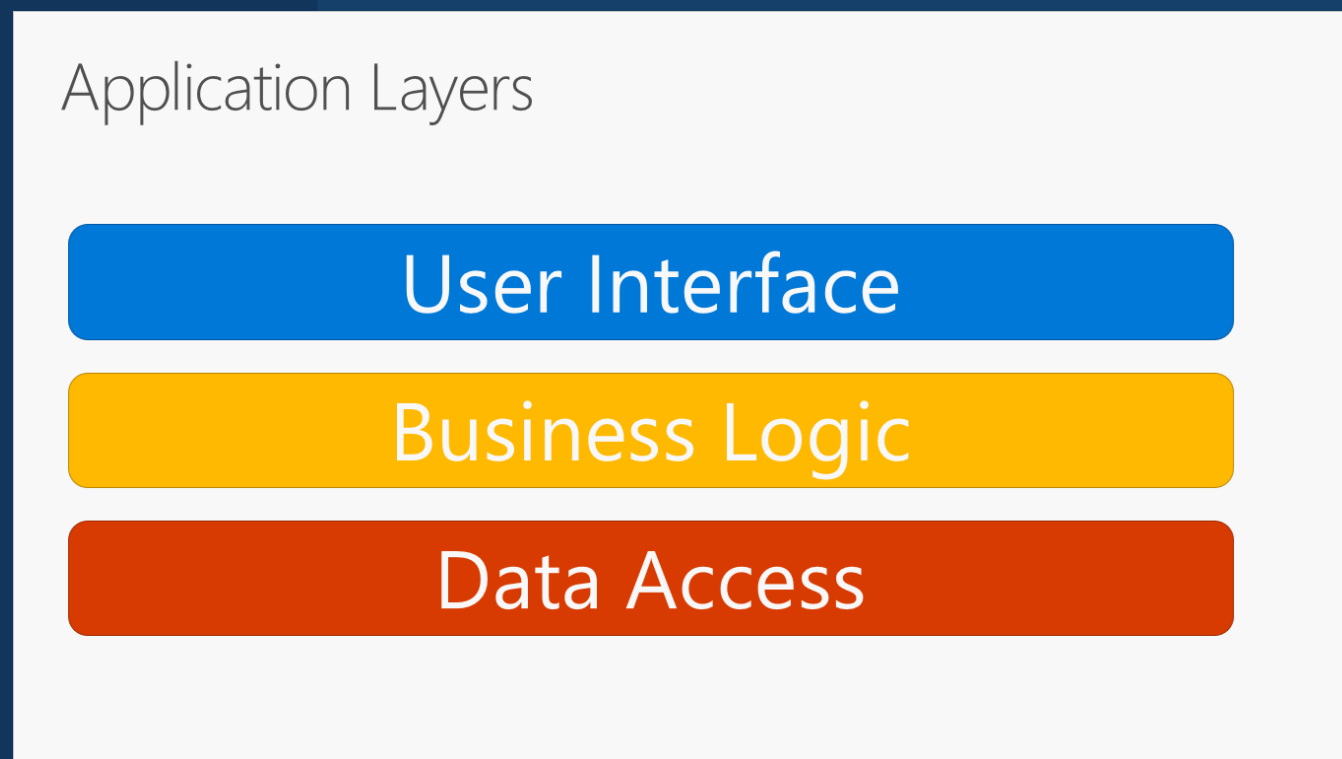 Application Layers
User Interface
Business Logic
Data Access